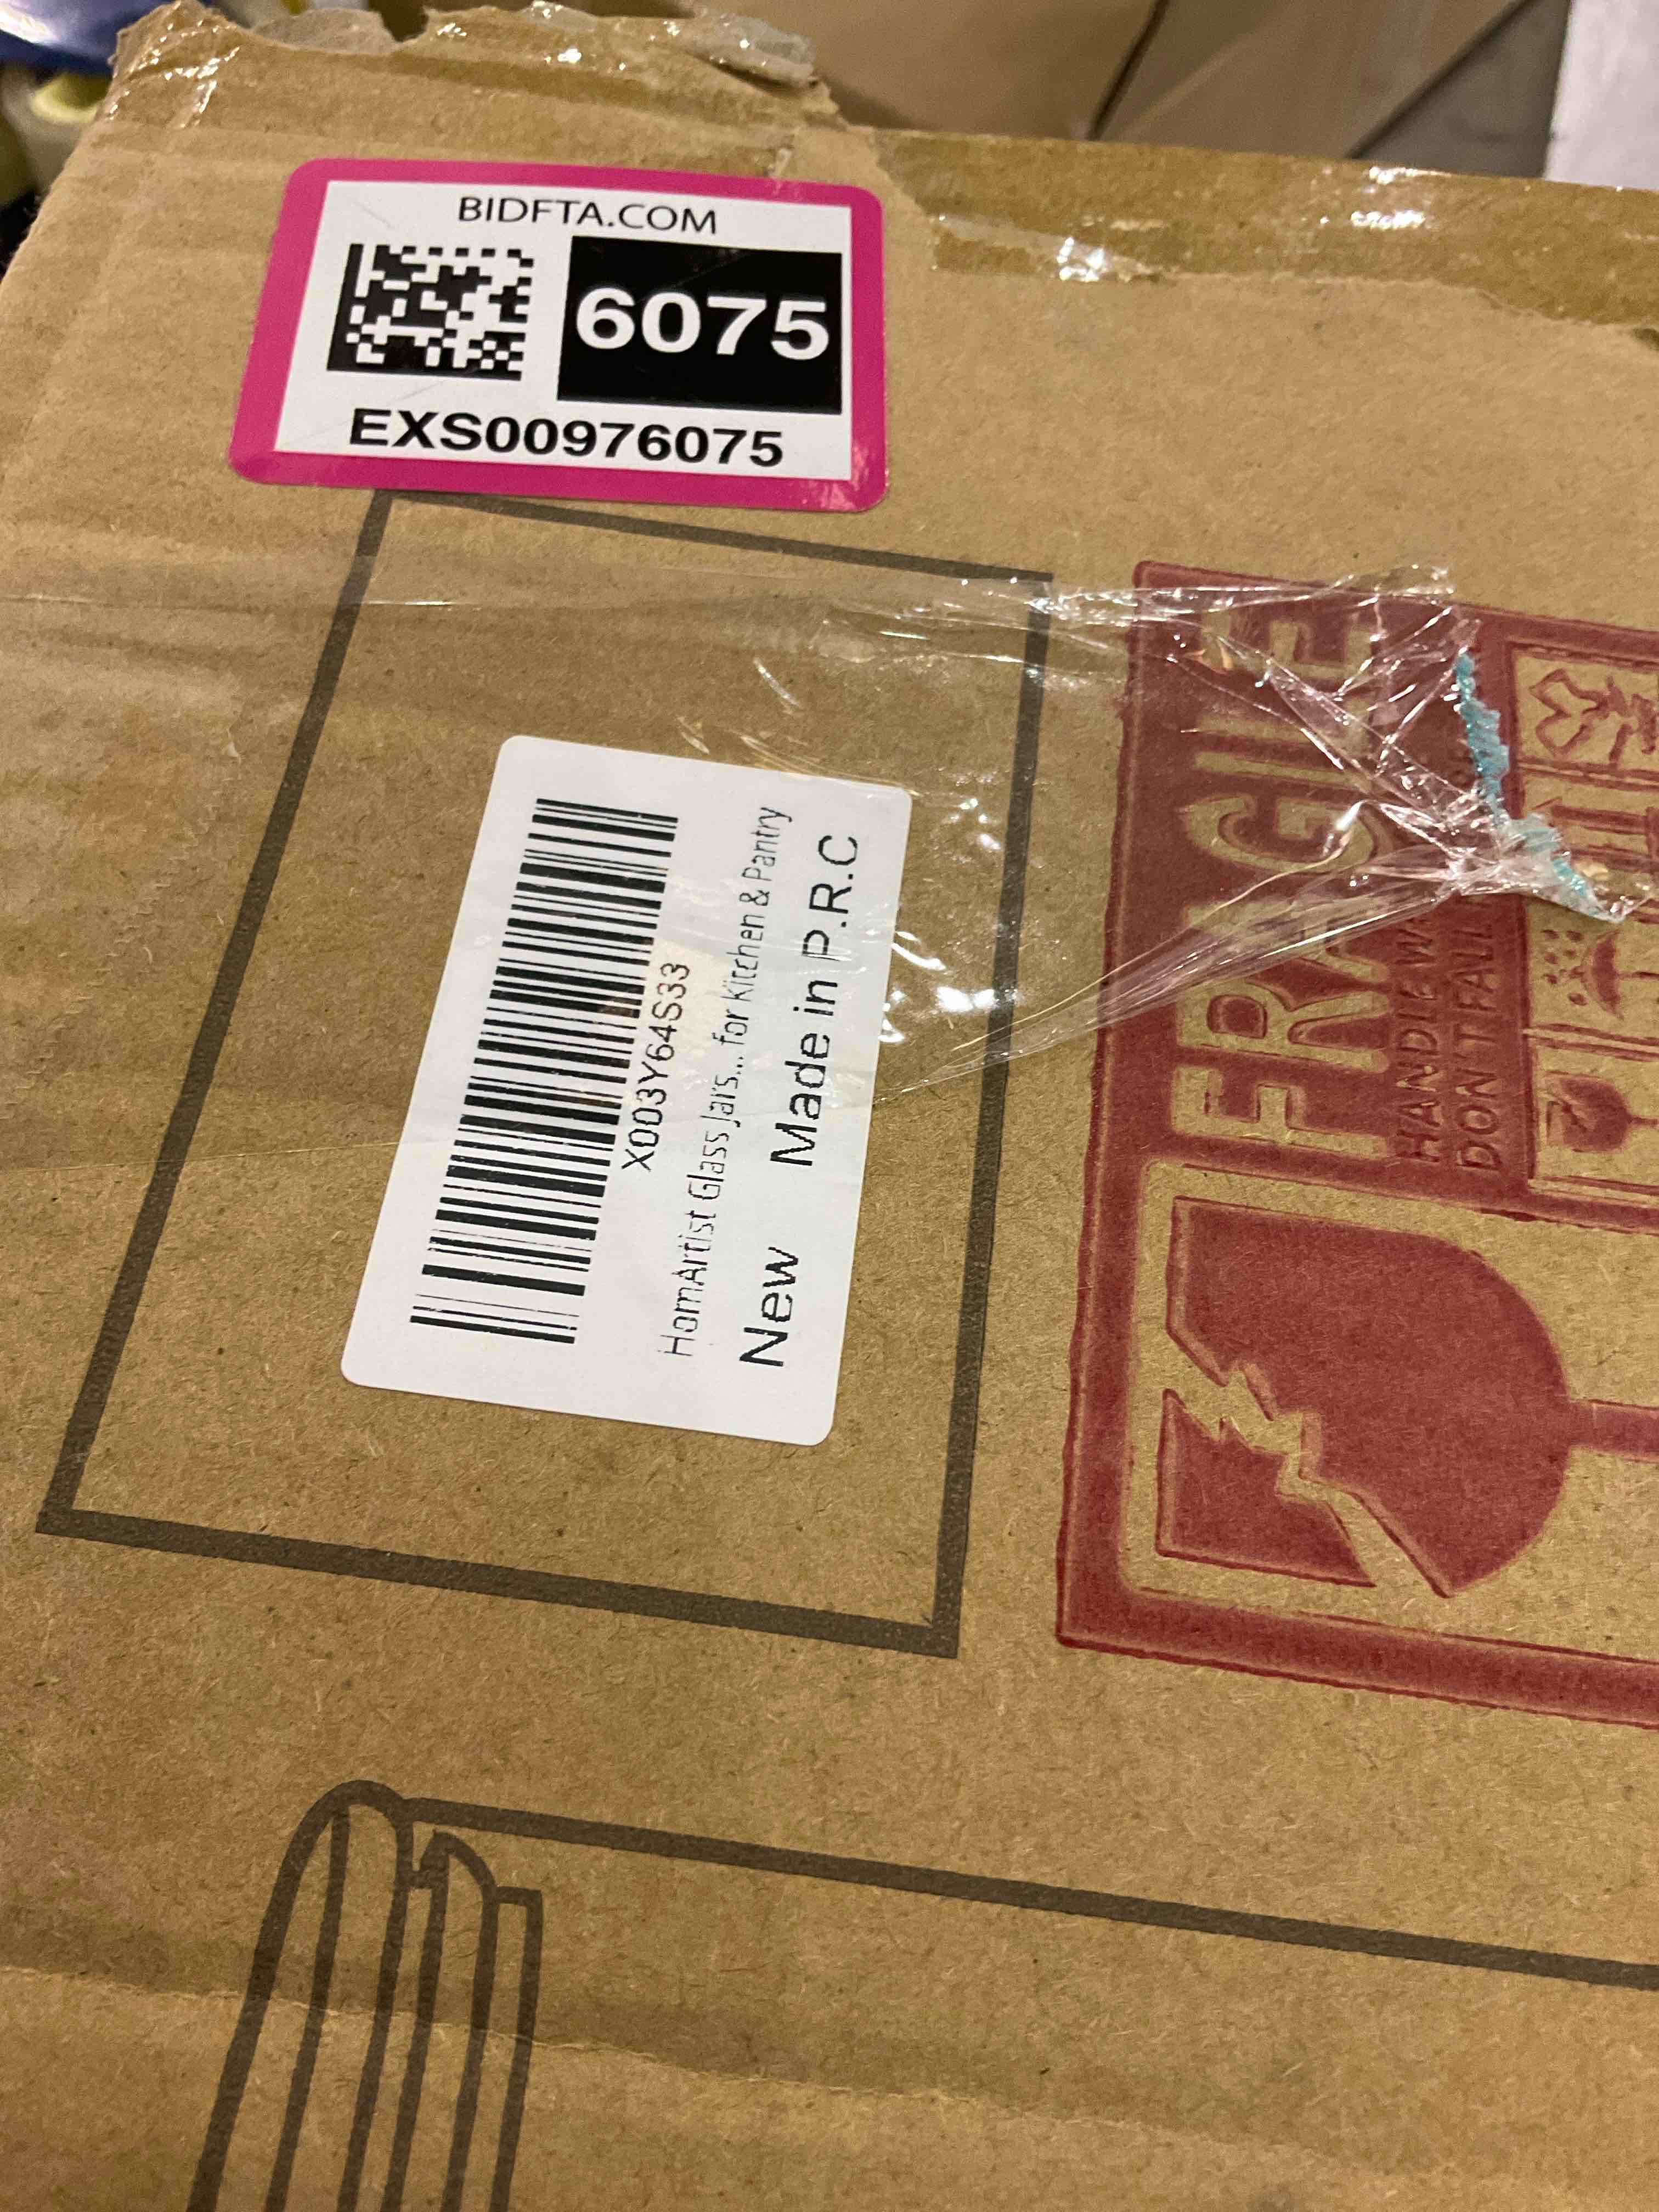 BIDFTA.COM
6075
EXS00976075
X003Y64S33
HomArtist Glass Jars... for Kitchen & Pantry
New Made in P.R.C
FRAGILE
HANDLE
DON'T FALL